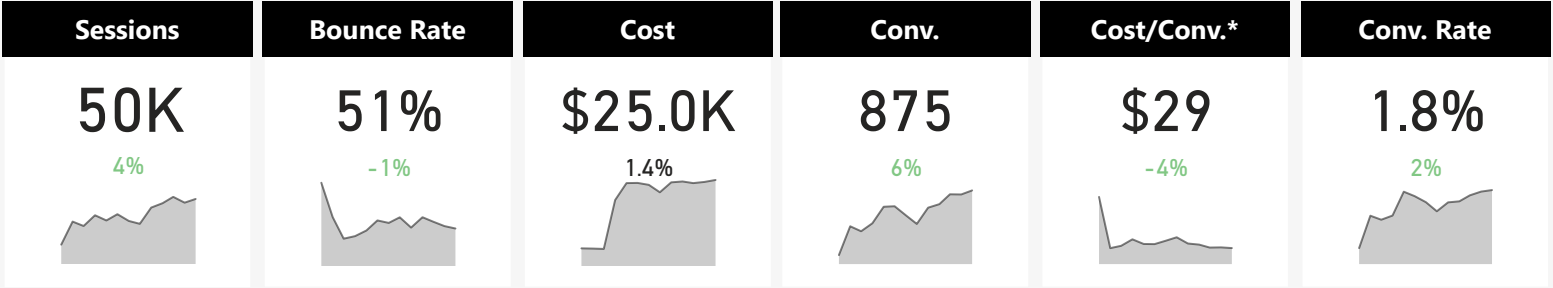 Sessions
Bounce Rate
Cost
Conv.
Cost/Conv.*
Conv. Rate
50K
51%
$25.0K
875
$29
1.8%
4%
-1%
1.4%
6%
-4%
2%